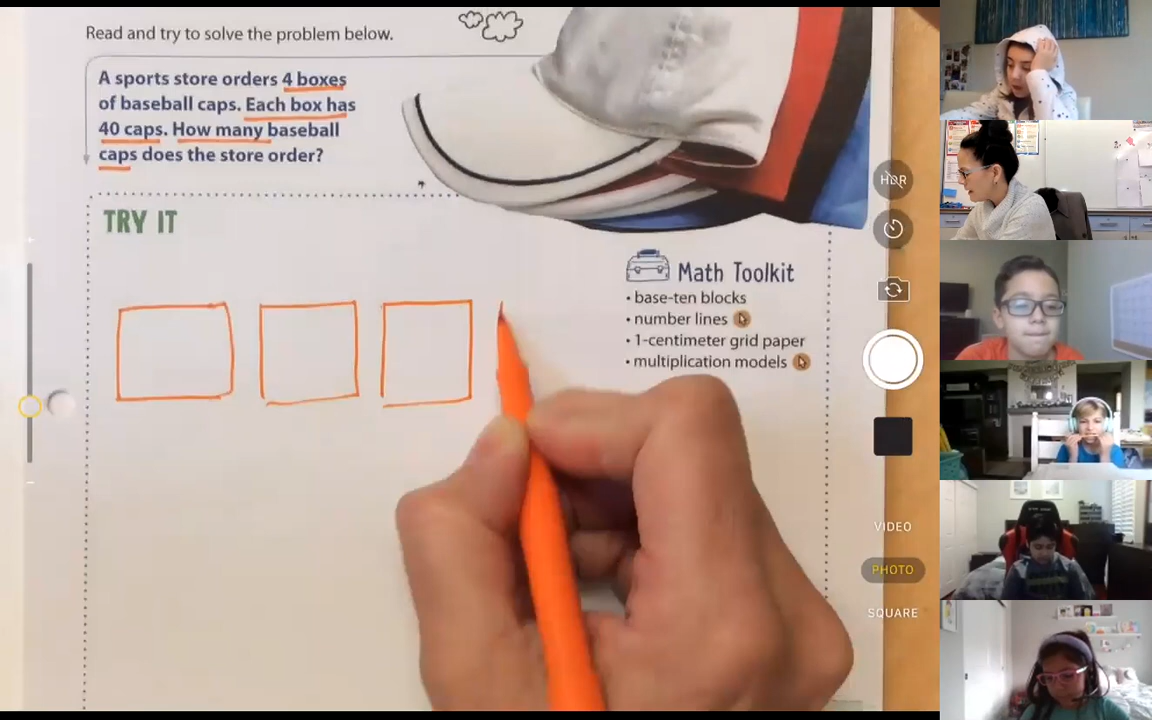 Read and try to solve the problem below.
A sports store orders 4 boxes
of baseball caps. Each box has
40 caps. How many baseball
caps does the store order?
TRY IT
Math Toolkit
• base-ten blocks
• number lines
• 1-centimeter grid paper
• multiplication models
HDR
VIDEO
PHOTO
SQUARE